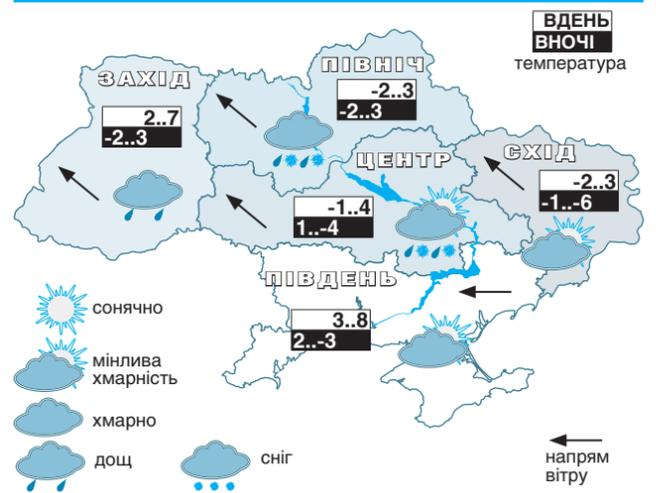 ВДЕНЬ
ВНОЧІ
температура
ЗАХІД
2..7
-2..3
ПІВНІЧ
-2..3
-2..3
ЦЕНТР
-1..4
1..-4
СХІД
-2..3
-1..-6
ПІВДЕНЬ
3..8
2..-3
сонячно
мінлива
хмарність
хмарно
дощ
сніг
напрям
вітру